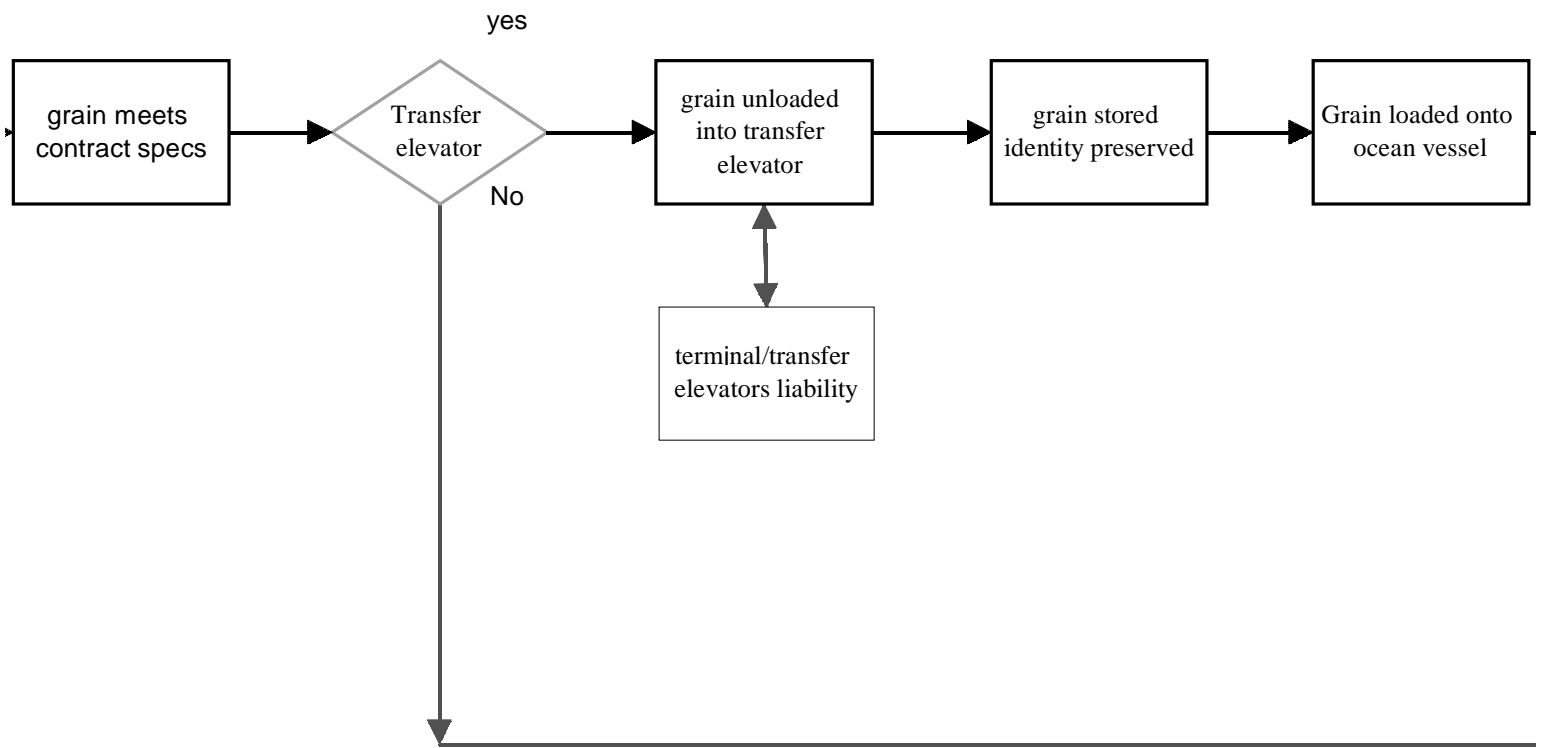 yes
grain meets
contract specs
Transfer
elevator
No
grain unloaded
into transfer
elevator
terminal/transfer
elevators liability
grain stored
identity preserved
Grain loaded onto
ocean vessel